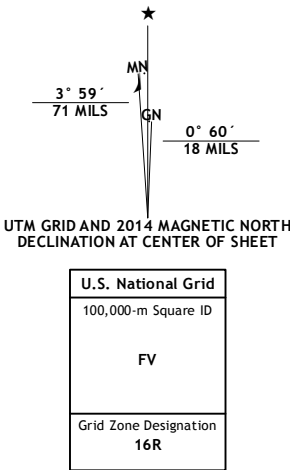 ★
MN
3° 59´
71 MILS
GN
0° 60´
18 MILS
UTM GRID AND 2014 MAGNETIC NORTH
DECLINATION AT CENTER OF SHEET
U.S. National Grid
100,000-m Square ID
FV
Grid Zone Designation
16R